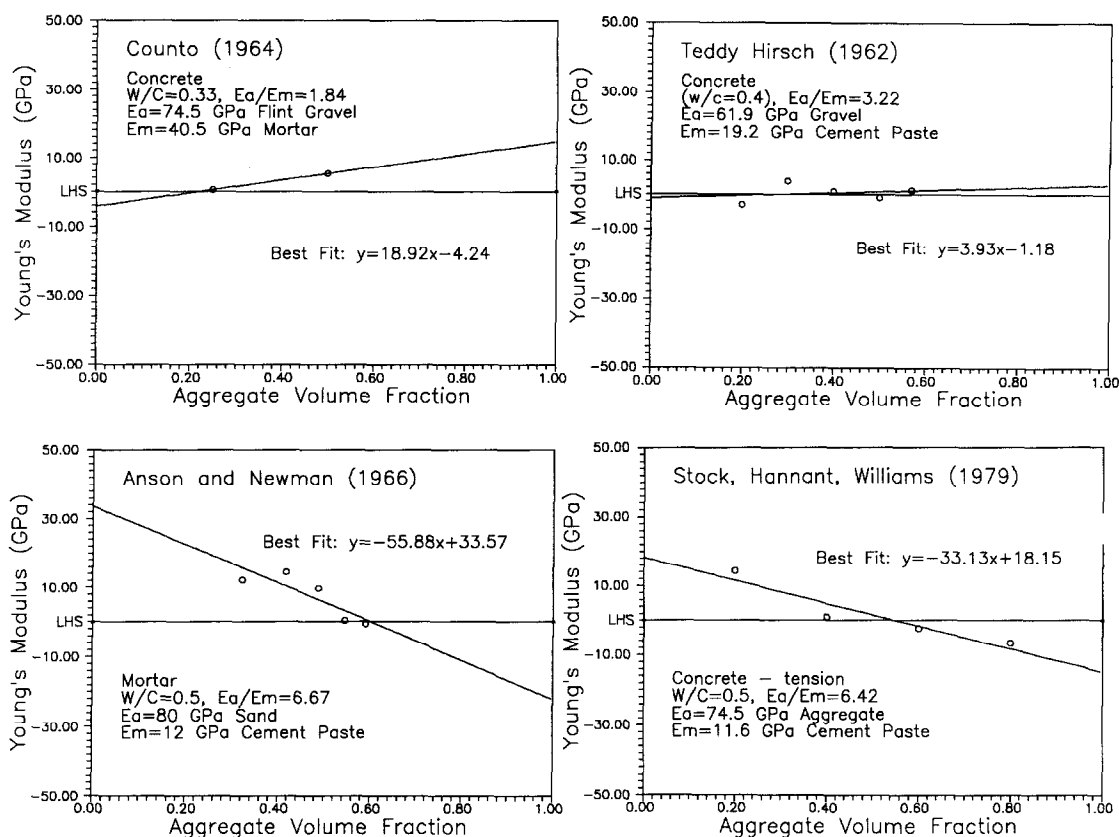 50.00
Counto (1964)
Concrete
W/C=0.33, Ea/Em=1.84
Ea=74.5 GPa Flint Gravel
Em=40.5 GPa Mortar
30.00
10.00
LHS
-10.00
-30.00
-50.00
Best Fit: y=18.92x-4.24
Young's Modulus (GPa)
0.00 0.20 0.40 0.60 0.80 1.00
Aggregate Volume Fraction
50.00
Teddy Hirsch (1962)
Concrete
(w/c=0.4), Ea/Em=3.22
Ea=61.9 GPa Gravel
Em=19.2 GPa Cement Paste
30.00
10.00
LHS
-10.00
-30.00
-50.00
Best Fit: y=3.93x-1.18
Young's Modulus (GPa)
0.00 0.20 0.40 0.60 0.80 1.00
Aggregate Volume Fraction
50.00
Anson and Newman (1966)
30.00
Best Fit: y=-55.88x+33.57
10.00
LHS
-10.00
-30.00
-50.00
Mortar
W/C=0.5, Ea/Em=6.67
Ea=80 GPa Sand
Em=12 GPa Cement Paste
Young's Modulus (GPa)
0.00 0.20 0.40 0.60 0.80 1.00
Aggregate Volume Fraction
50.00
Stock, Hannant, Williams (1979)
30.00
Best Fit: y=-33.13x+18.15
10.00
LHS
-10.00
-30.00
-50.00
Concrete - tension
W/C=0.5, Ea/Em=6.42
Ea=74.5 GPa Aggregate
Em=11.6 GPa Cement Paste
Young's Modulus (GPa)
0.00 0.20 0.40 0.60 0.80 1.00
Aggregate Volume Fraction